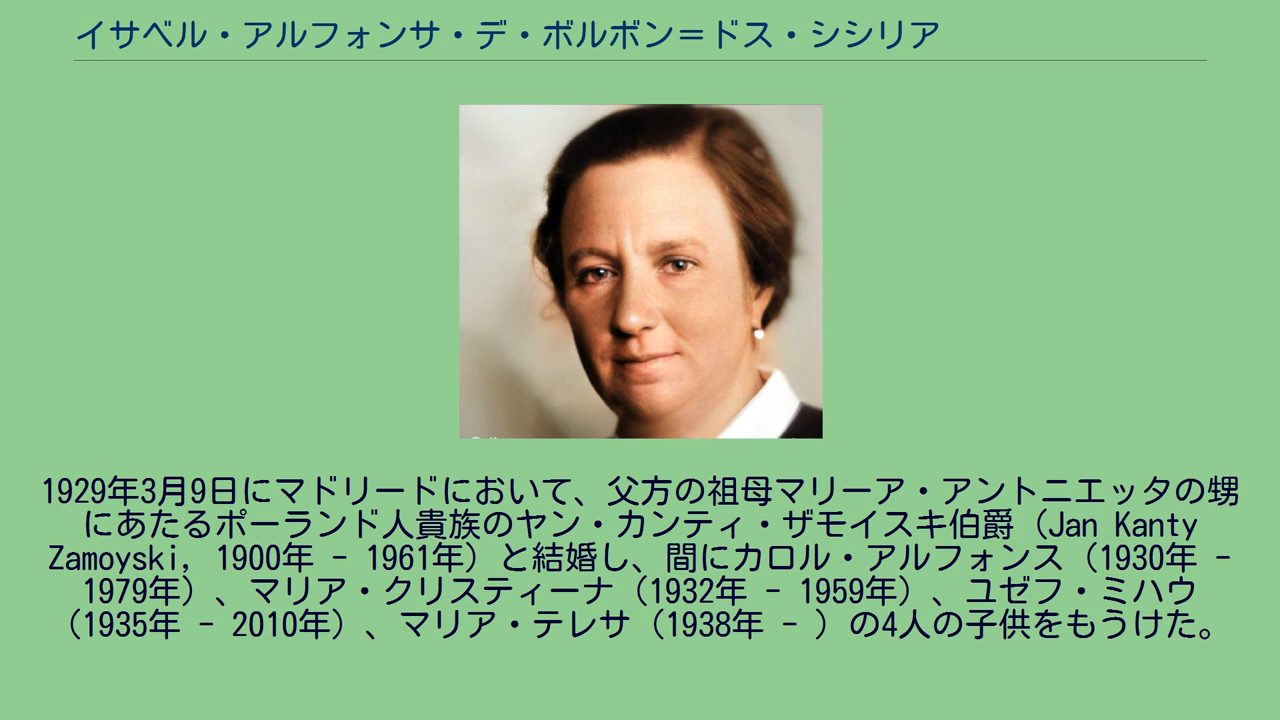 イサベル・アルフォンサ・デ・ボルボン＝ドス・シシリア
1929年3月9日にマドリードにおいて、父方の祖母マリーア・アントニエッタの甥
にあたるポーランド人貴族のヤン・カンティ・ザモイスキ伯爵（Jan Kanty
Zamoyski, 1900年 - 1961年）と結婚し、間にカロル・アルフォンス（1930年 -
1979年）、マリア・クリスティーナ（1932年 - 1959年）、ユゼフ・ミハウ
（1935年 - 2010年）、マリア・テレサ（1938年 - ）の4人の子供をもうけた。